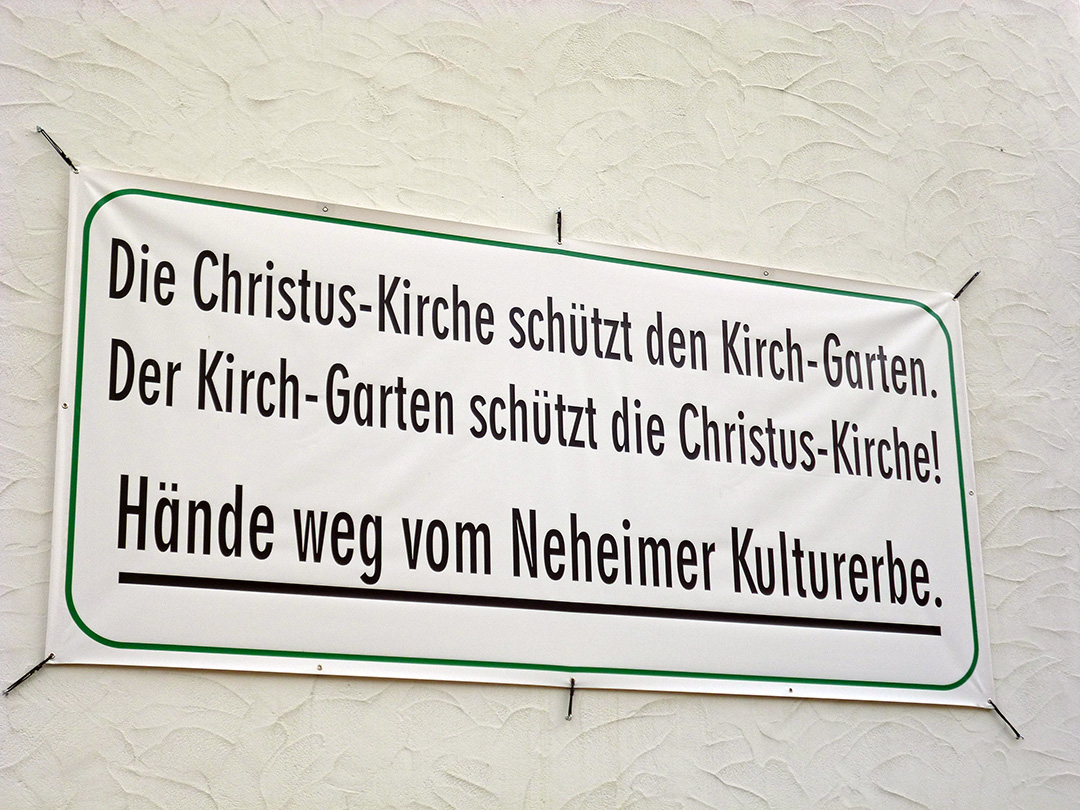 Die Christus-Kirche schützt den Kirch-Garten.
Der Kirch-Garten schützt die Christus-Kirche!
Hände weg vom Neheimer Kulturerbe.